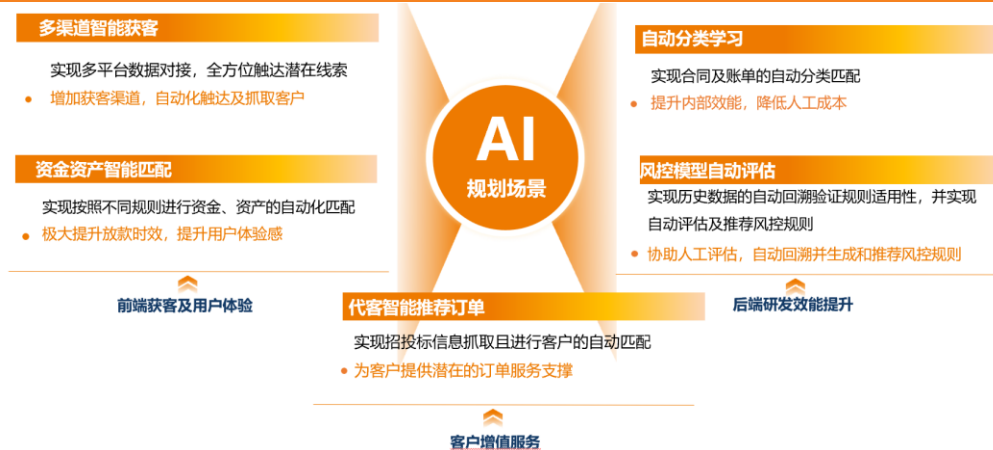 多渠道智能获客
实现多平台数据对接，全方位触达潜在线索
• 增加获客渠道，自动化触达及抓取客户
资金资产智能匹配
实现按照不同规则进行资金、资产的自动化匹配
• 极大提升放款时效，提升用户体验感
前端获客及用户体验
AI
规划场景
自动分类学习
实现合同及账单的自动分类匹配
• 提升内部效能，降低人工成本
风控模型自动评估
实现历史数据的自动回溯验证规则适用性，并实现
自动评估及推荐风控规则
• 协助人工评估，自动回溯并生成和推荐风控规则
后端研发效能提升
代客智能推荐订单
实现招投标信息抓取且进行客户的自动匹配
• 为客户提供潜在的订单服务支撑
客户增值服务